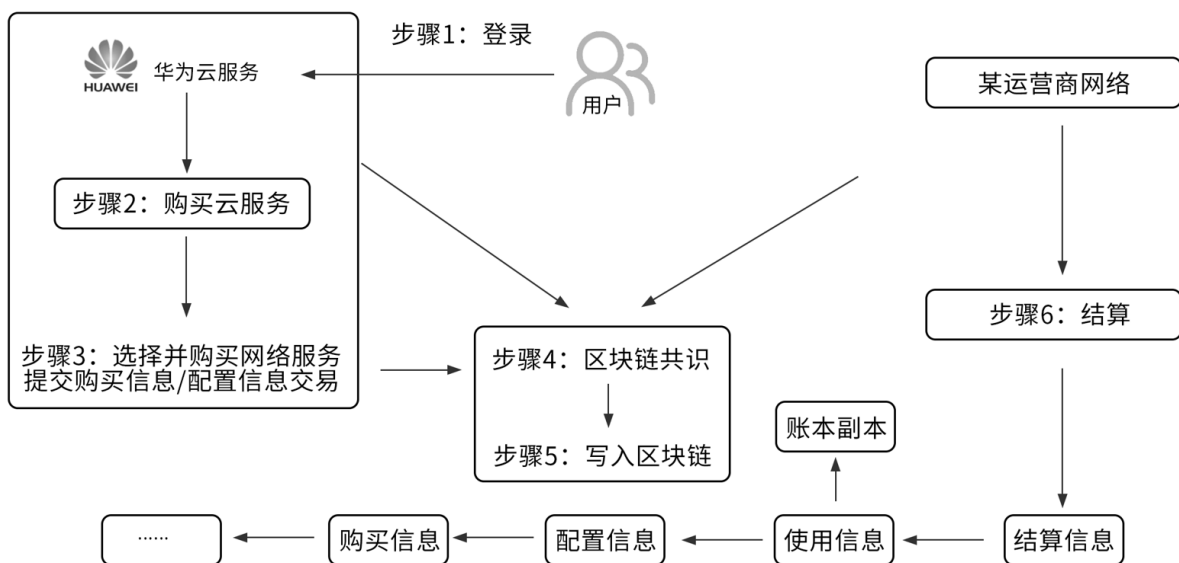 步骤1：登录
HUAWEI
华为云服务
用户
某运营商网络
步骤2：购买云服务
步骤6：结算
步骤3：选择并购买网络服务
提交购买信息/配置信息交易
步骤4：区块链共识
账本副本
步骤5：写入区块链
......
购买信息
配置信息
使用信息
结算信息